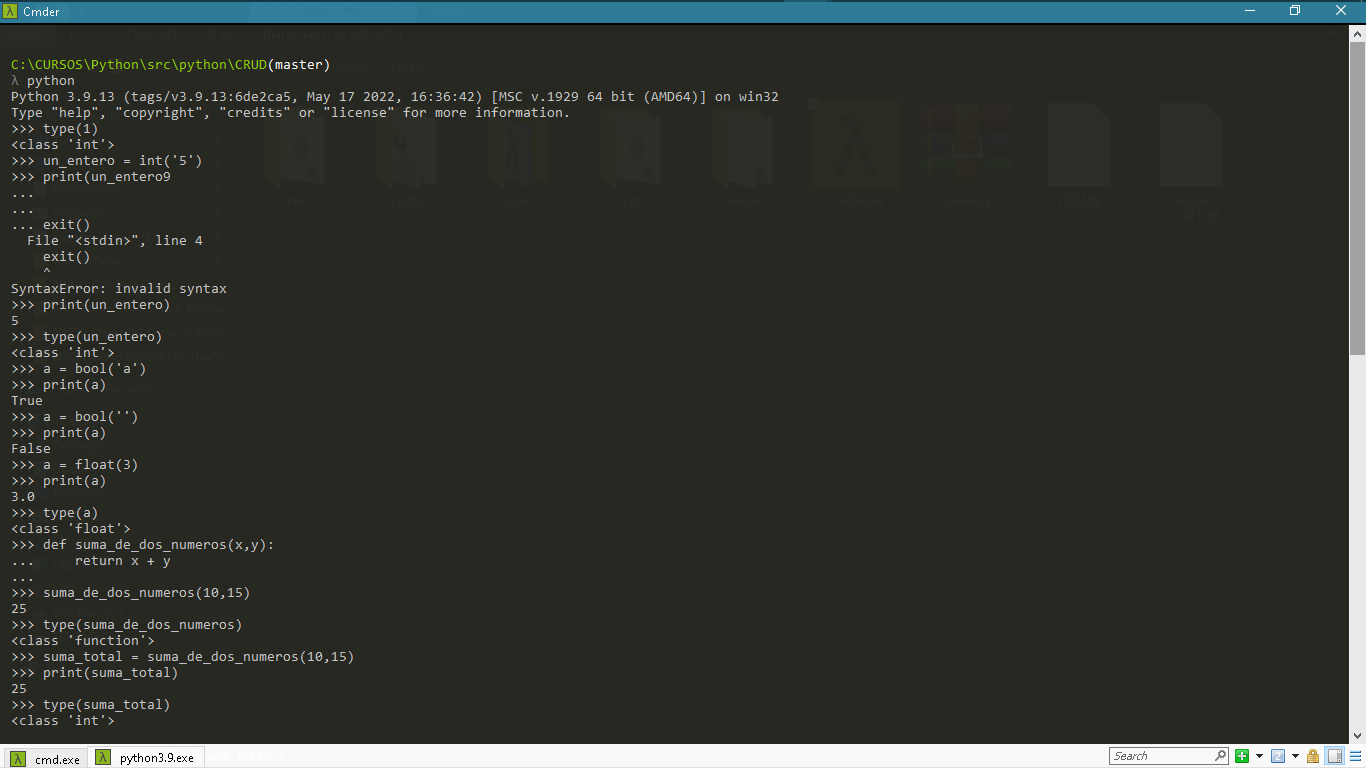 Cmder
C:\CURSOS\Python\src\python\CRUD(master)
λ python
Python 3.9.13 (tags/v3.9.13:6de2ca5, May 17 2022, 16:36:42) [MSC v.1929 64 bit (AMD64)] on win32
Type "help", "copyright", "credits" or "license" for more information.
>>> type(1)
<class 'int'>
>>> un_entero = int('5')
>>> print(un_entero9
...
...
... exit()
  File "<stdin>", line 4
    exit()
    ^
SyntaxError: invalid syntax
>>> print(un_entero)
5
>>> type(un_entero)
<class 'int'>
>>> a = bool('a')
>>> print(a)
True
>>> a = bool('')
>>> print(a)
False
>>> a = float(3)
>>> print(a)
3.0
>>> type(a)
<class 'float'>
>>> def suma_de_dos_numeros(x,y):
...     return x + y
...
>>> suma_de_dos_numeros(10,15)
25
>>> type(suma_de_dos_numeros)
<class 'function'>
>>> suma_total = suma_de_dos_numeros(10,15)
>>> print(suma_total)
25
>>> type(suma_total)
<class 'int'>
cmd.exe
python3.9.exe
Search